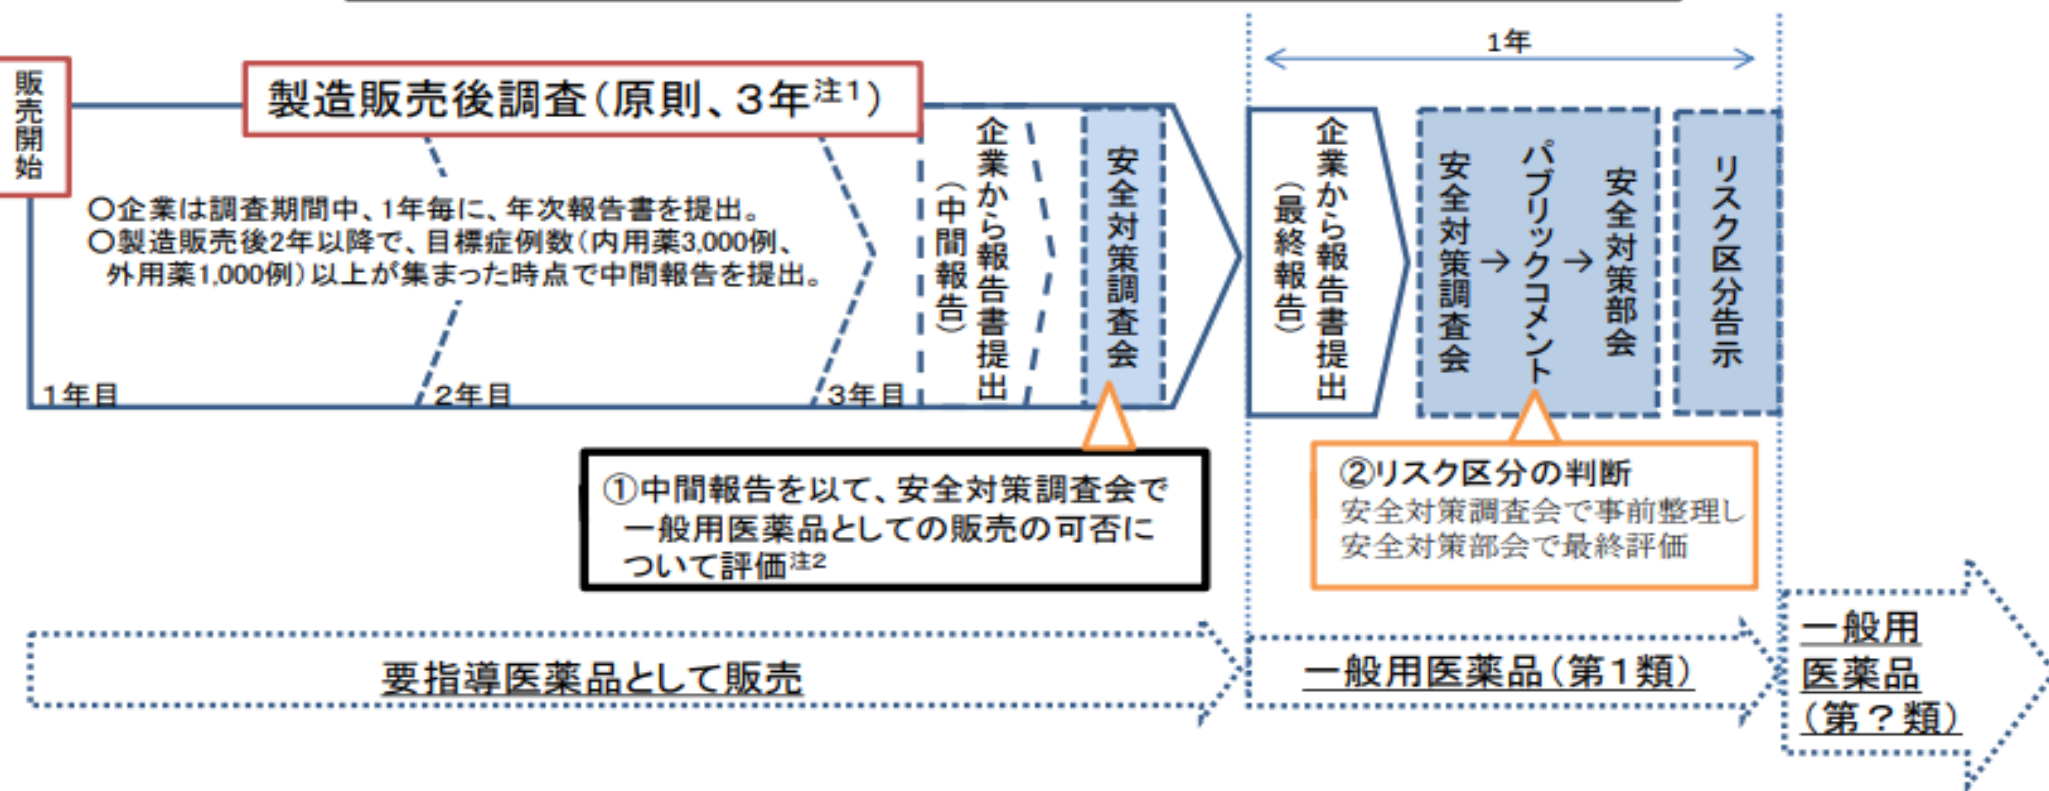 1年
販売開始
製造販売後調査(原則、3年注1)
○企業は調査期間中、1年毎に、年次報告書を提出。
○製造販売後2年以降で、目標症例数(内用薬3,000例、
外用薬1,000例)以上が集まった時点で中間報告を提出。
1年目
2年目
3年目
企業から報告書提出
(中間報告)
安全対策調査会
企業から報告書提出
(最終報告)
安全対策調査会
→
パブリックコメント
→
安全対策部会
リスク区分告示
①中間報告を以て、安全対策調査会で
一般用医薬品としての販売の可否に
ついて評価注2
②リスク区分の判断
安全対策調査会で事前整理し
安全対策部会で最終評価
要指導医薬品として販売
一般用医薬品(第1類)
一般用
医薬品
(第?類)